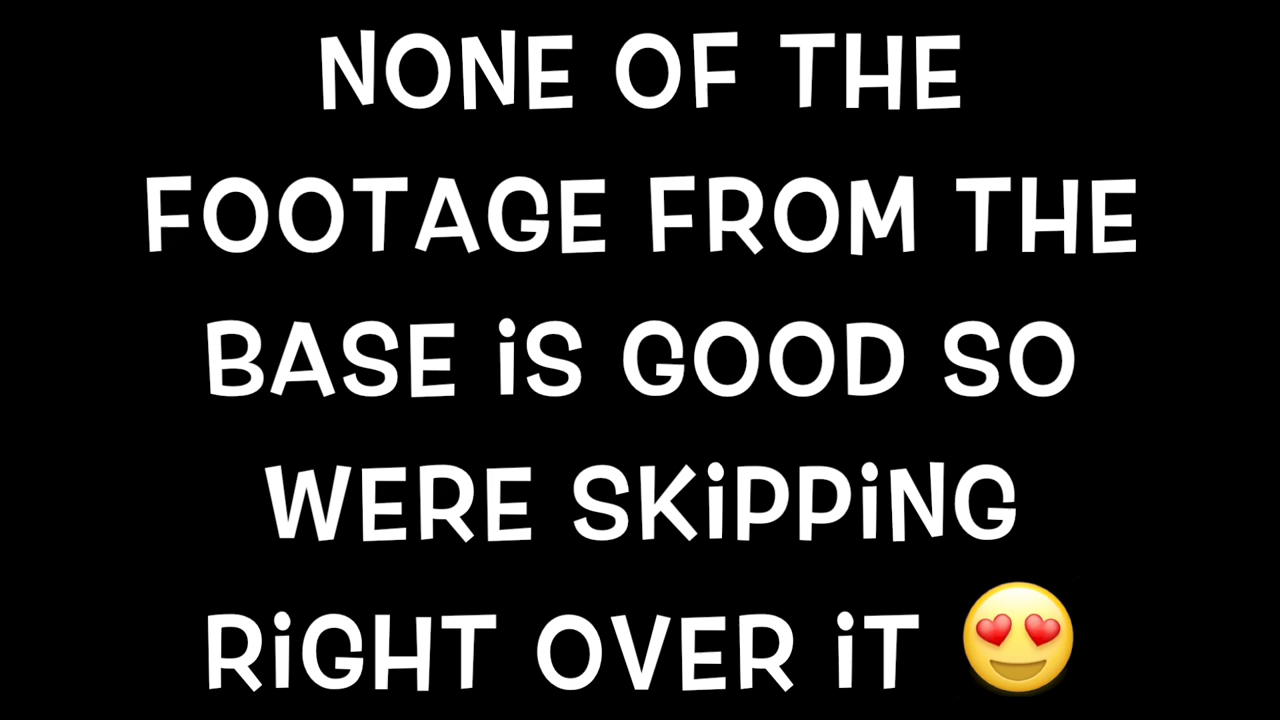 NONE OF THE
FOOTAGE FROM THE
BASE iS GOOD SO
WERE SKiPPiNG
RiGHT OVER iT 😍